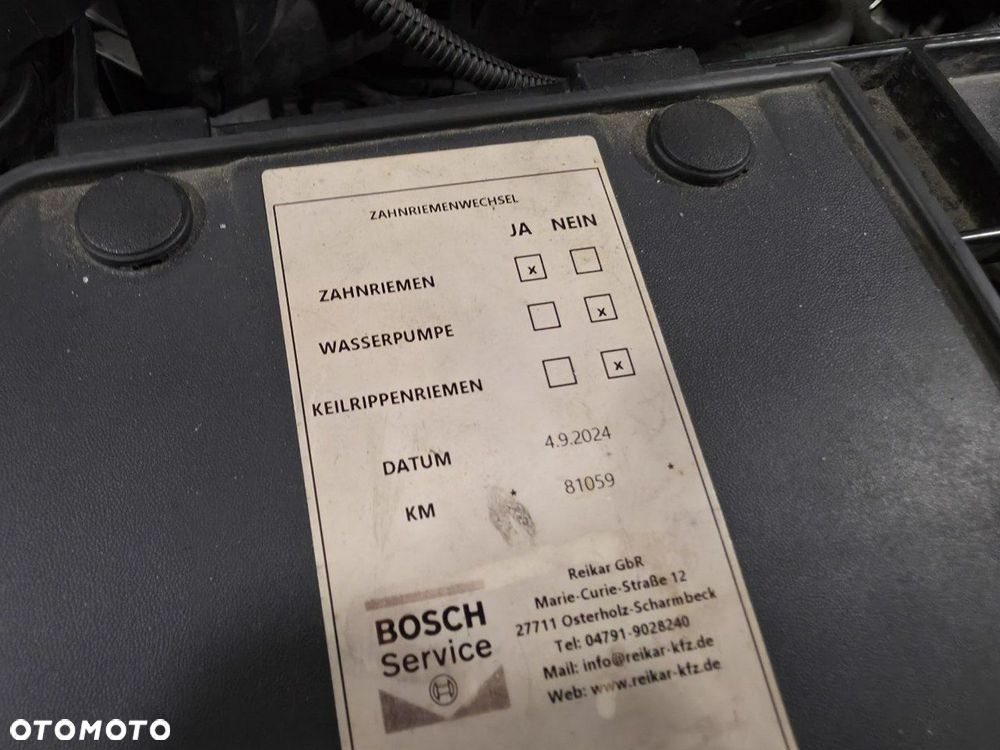 ZAHNRIEMENWECHSEL
JA NEIN
ZAHNRIEMEN x
WASSERPUMPE x
KEILRIPPENRIEMEN x
DATUM 4.9.2024
KM * 81059 *
BOSCH
Service
Reikar GbR
Marie-Curie-Straße 12
27711 Osterholz-Scharmbeck
Tel: 04791-9028240
Mail: info@reikar-kfz.de
Web: www.reikar-kfz.de
OTOMOTO